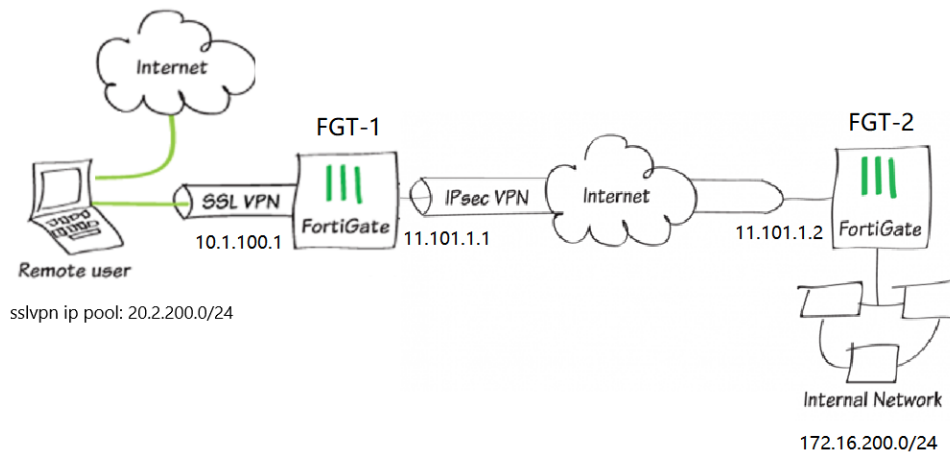 Internet
FGT-1
FGT-2
SSL VPN
FortiGate
IPsec VPN
Internet
FortiGate
10.1.100.1
11.101.1.1
11.101.1.2
Remote user
sslvpn ip pool: 20.2.200.0/24
Internal Network
172.16.200.0/24